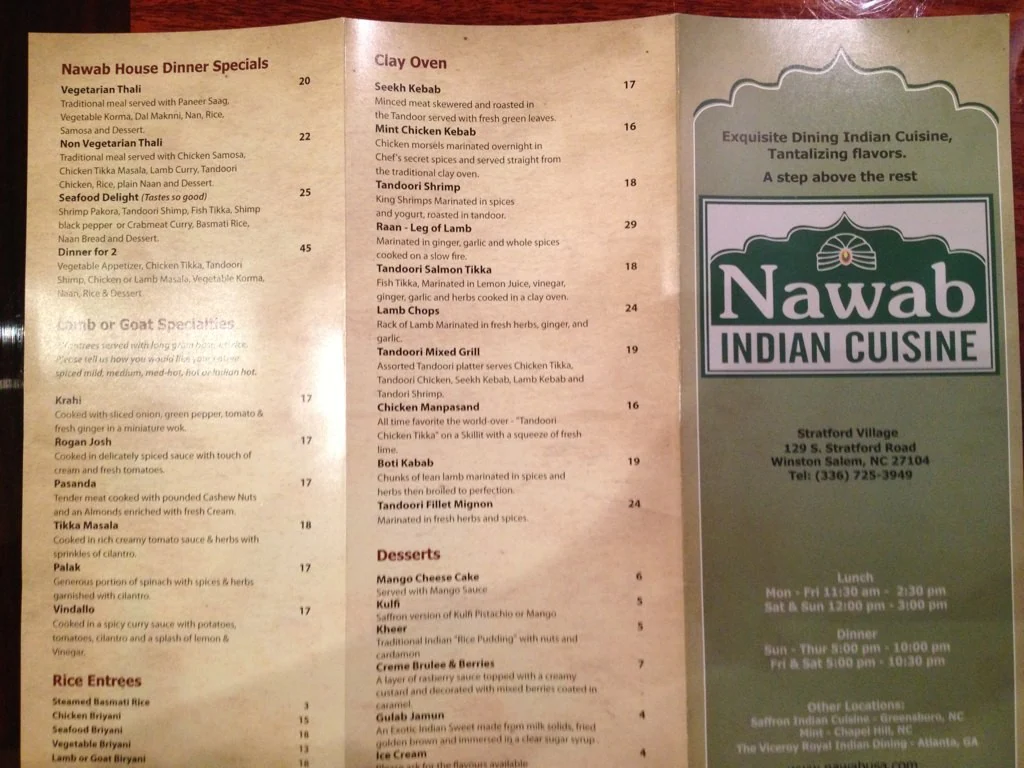 Nawab House Dinner Specials
Vegetarian Thali 20
Traditional meal served with Paneer Saag,
Vegetable Korma, Dal Maknni, Nan, Rice,
Samosa and Dessert.
Non Vegetarian Thali 22
Traditional meal served with Chicken Samosa,
Chicken Tikka Masala, Lamb Curry, Tandoori
Chicken, Rice, plain Naan and Dessert.
Seafood Delight (Tastes so good) 25
Shrimp Pakora, Tandoori Shimp, Fish Tikka, Shimp
black pepper or Crabmeat Curry, Basmati Rice,
Naan Bread and Dessert.
Dinner for 2 45
Vegetable Appetizer, Chicken Tikka, Tandoori
Shimp, Chicken or Lamb Masala, Vegetable Korma,
Naan, Rice & Dessert
Lamb or Goat Specialties
entrees served with long grain rice.
Please tell us how you would like your
spiced mild, medium, med-hot, hot or Indian hot.
Krahi 17
Cooked with sliced onion, green pepper, tomato &
fresh ginger in a miniature wok.
Rogan Josh 17
Cooked in delicately spiced sauce with touch of
cream and fresh tomatoes.
Pasanda 17
Tender meat cooked with pounded Cashew Nuts
and an Almonds enriched with fresh Cream.
Tikka Masala 18
Cooked in rich creamy tomato sauce & herbs with
sprinkles of cilantro.
Palak 17
Generous portion of spinach with spices & herbs
garnished with cilantro.
Vindallo 17
Cooked in a spicy curry sauce with potatoes,
tomatoes, cilantro and a splash of lemon &
Vinegar.
Rice Entrees
Steamed Basmati Rice 3
Chicken Briyani 15
Seafood Briyani 18
Vegetable Briyani 13
Lamb or Goat Biryani 18
Clay Oven
Seekh Kebab 17
Minced meat skewered and roasted in
the Tandoor served with fresh green leaves.
Mint Chicken Kebab 16
Chicken morsels marinated overnight in
Chef's secret spices and served straight from
the traditional clay oven.
Tandoori Shrimp 18
King Shrimps Marinated in spices
and yogurt, roasted in tandoor.
Raan - Leg of Lamb 29
Marinated in ginger, garlic and whole spices
cooked on a slow fire.
Tandoori Salmon Tikka 18
Fish Tikka, Marinated in Lemon Juice, vinegar,
ginger, garlic and herbs cooked in a clay oven.
Lamb Chops 24
Rack of Lamb Marinated in fresh herbs, ginger, and
garlic.
Tandoori Mixed Grill 19
Assorted Tandoori platter serves Chicken Tikka,
Tandoori Chicken, Seekh Kebab, Lamb Kebab and
Tandori Shrimp.
Chicken Manpasand 16
All time favorite the world-over - "Tandoori
Chicken Tikka" on a Skillit with a squeeze of fresh
lime.
Boti Kabab 19
Chunks of lean lamb marinated in spices and
herbs then broiled to perfection.
Tandoori Fillet Mignon 24
Marinated in fresh herbs and spices.
Desserts
Mango Cheese Cake 6
Served with Mango Sauce
Kulfi 5
Saffron version of Kulfi Pistachio or Mango
Kheer 5
Traditional Indian "Rice Pudding" with nuts and
cardamon
Creme Brulee & Berries 7
A layer of rasberry sauce topped with a creamy
custard and decorated with mixed berries coated in
caramel.
Gulab Jamun 4
An Exotic Indian Sweet made from milk solids, fried
golden brown and immersed in a clear sugar syrup.
Ice Cream 4
Please ask for the flavours available
Exquisite Dining Indian Cuisine,
Tantalizing flavors.
A step above the rest
Nawab
INDIAN CUISINE
Stratford Village
129 S. Stratford Road
Winston Salem, NC 27104
Tel: (336) 725-3949
Lunch
Mon - Fri 11:30 am - 2:30 pm
Sat & Sun 12:00 pm - 3:00 pm
Dinner
Sun - Thur 5:00 pm - 10:00 pm
Fri & Sat 5:00 pm - 10:30 pm
Other Locations:
Saffron Indian Cuisine - Greensboro, NC
Mint - Chapel Hill, NC
The Viceroy Royal Indian Dining - Atlanta, GA
www.nawabusa.com